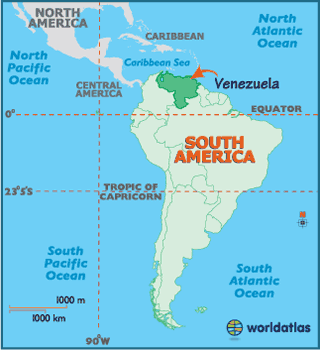 NORTH
AMERICA
North
Atlantic
Ocean
CARIBBEAN
North
Pacific
Ocean
Caribbean Sea
CENTRAL
AMERICA
Venezuela
EQUATOR
0°
SOUTH
AMERICA
23°5'S
TROPIC OF
CAPRICORN
South
Pacific
Ocean
South
Atlantic
Ocean
1000 m
1000 km
90°W
worldatlas